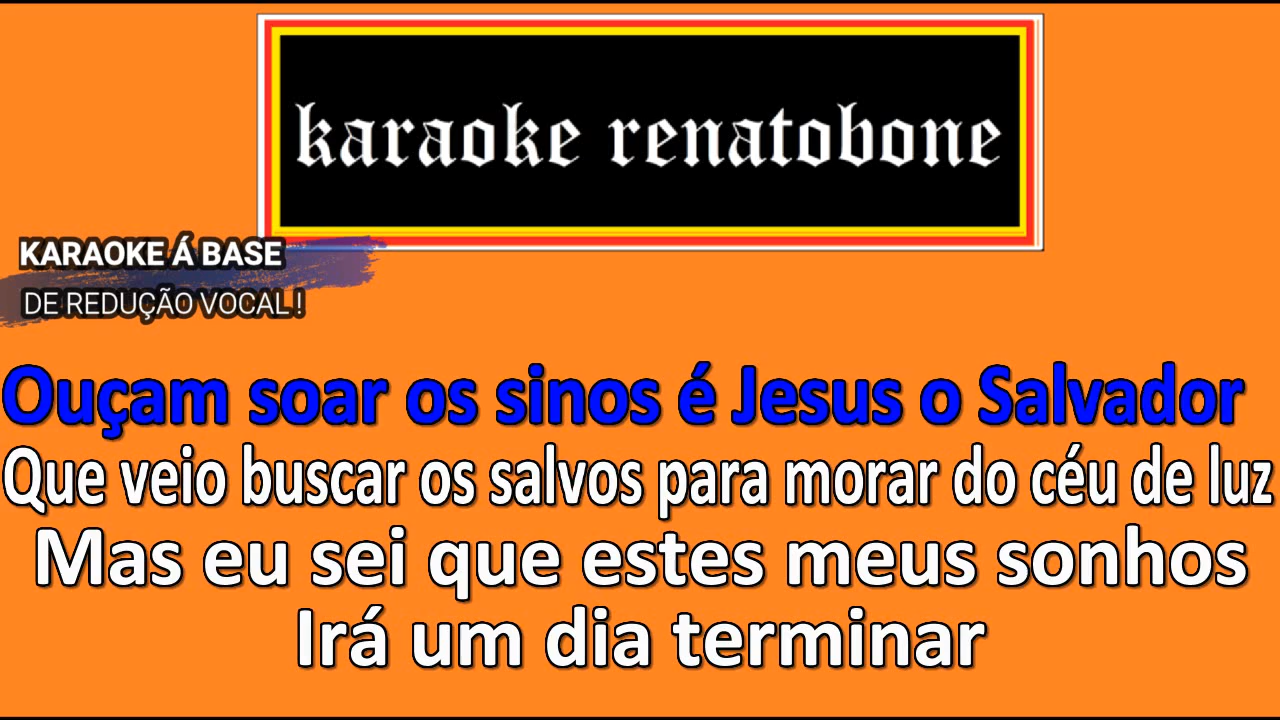 karaoke renatobone
KARAOKE Á BASE
DE REDUÇÃO VOCAL !
Ouçam soar os sinos é Jesus o Salvador
Que veio buscar os salvos para morar do céu de luz
Mas eu sei que estes meus sonhos
Irá um dia terminar